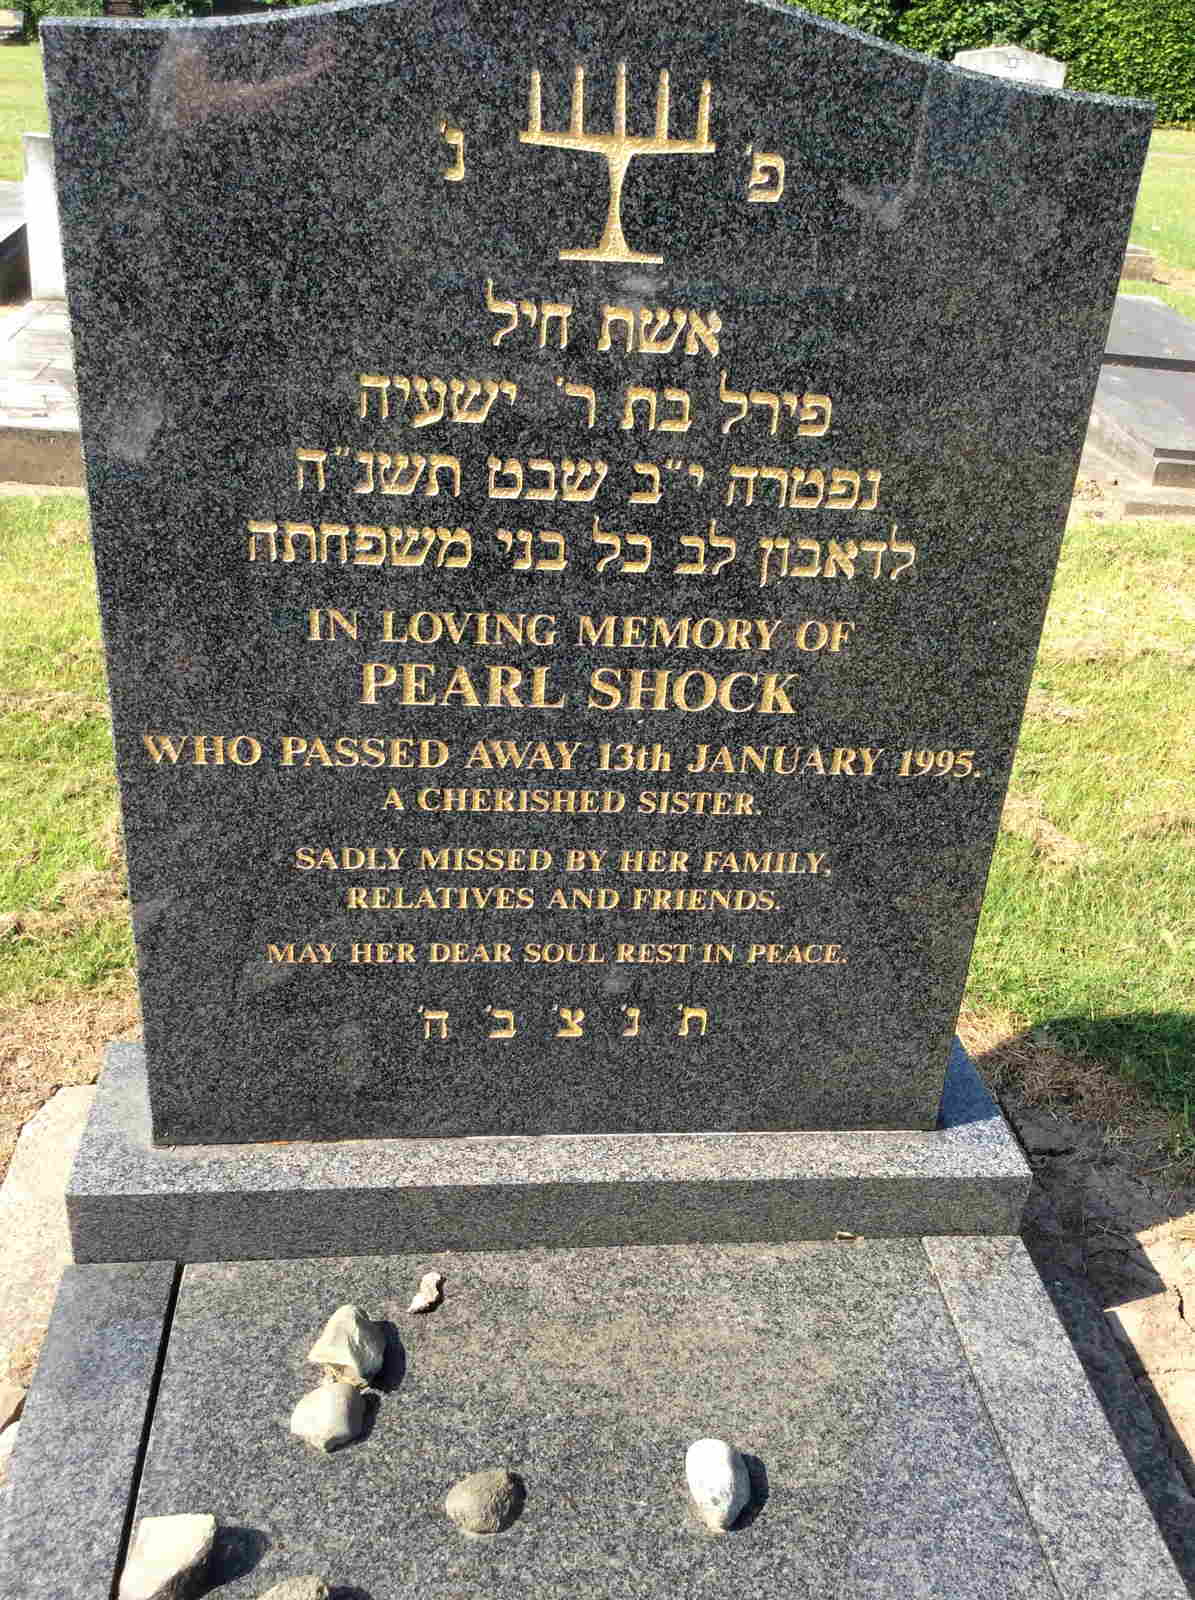 פ' נ'
אשת חיל
פירל בת ר' ישעיה
נפטרה י"ב שבט תשנ"ה
לדאבון לב כל בני משפחתה
IN LOVING MEMORY OF
PEARL SHOCK
WHO PASSED AWAY 13th JANUARY 1995.
A CHERISHED SISTER.
SADLY MISSED BY HER FAMILY,
RELATIVES AND FRIENDS.
MAY HER DEAR SOUL REST IN PEACE.
ת' נ' צ' ב' ה'